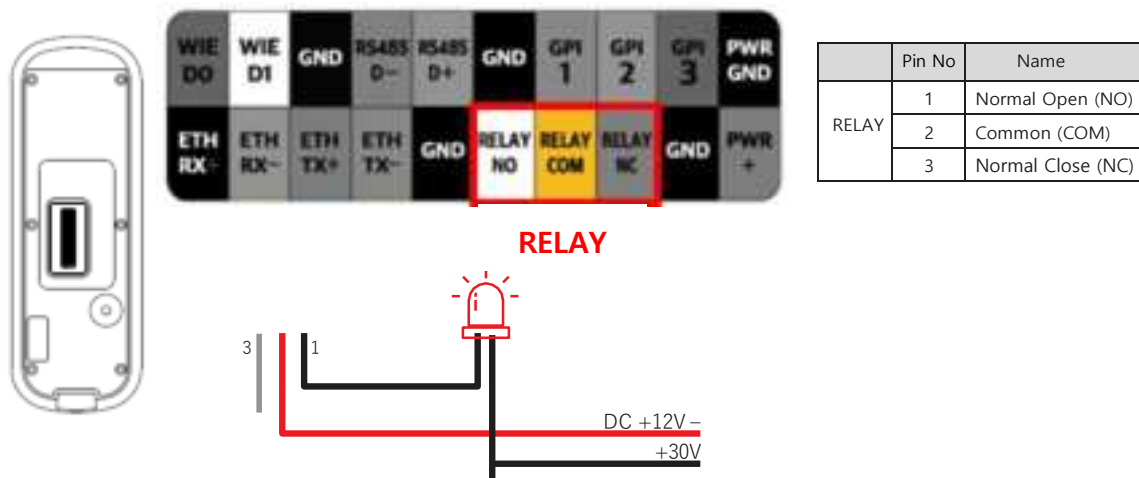 WIE D0
WIE D1
GND
RS485 D-
RS485 D+
GND
GPI 1
GPI 2
GPI 3
PWR GND
ETH RX+
ETH RX-
ETH TX+
ETH TX-
GND
RELAY NO
RELAY COM
RELAY NC
GND
PWR +
RELAY
Pin No Name
RELAY
1 Normal Open (NO)
2 Common (COM)
3 Normal Close (NC)
3
1
DC +12V –
+30V